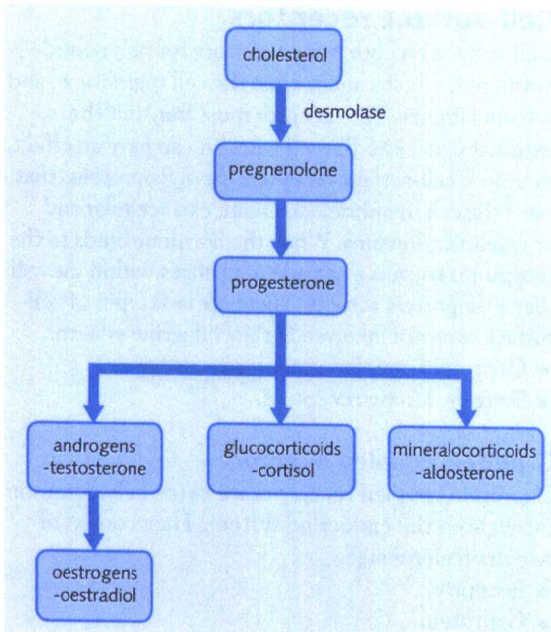 cholesterol
desmolase
pregnenolone
progesterone
androgens
-testosterone
glucocorticoids
-cortisol
mineralocorticoids
-aldosterone
oestrogens
-oestradiol